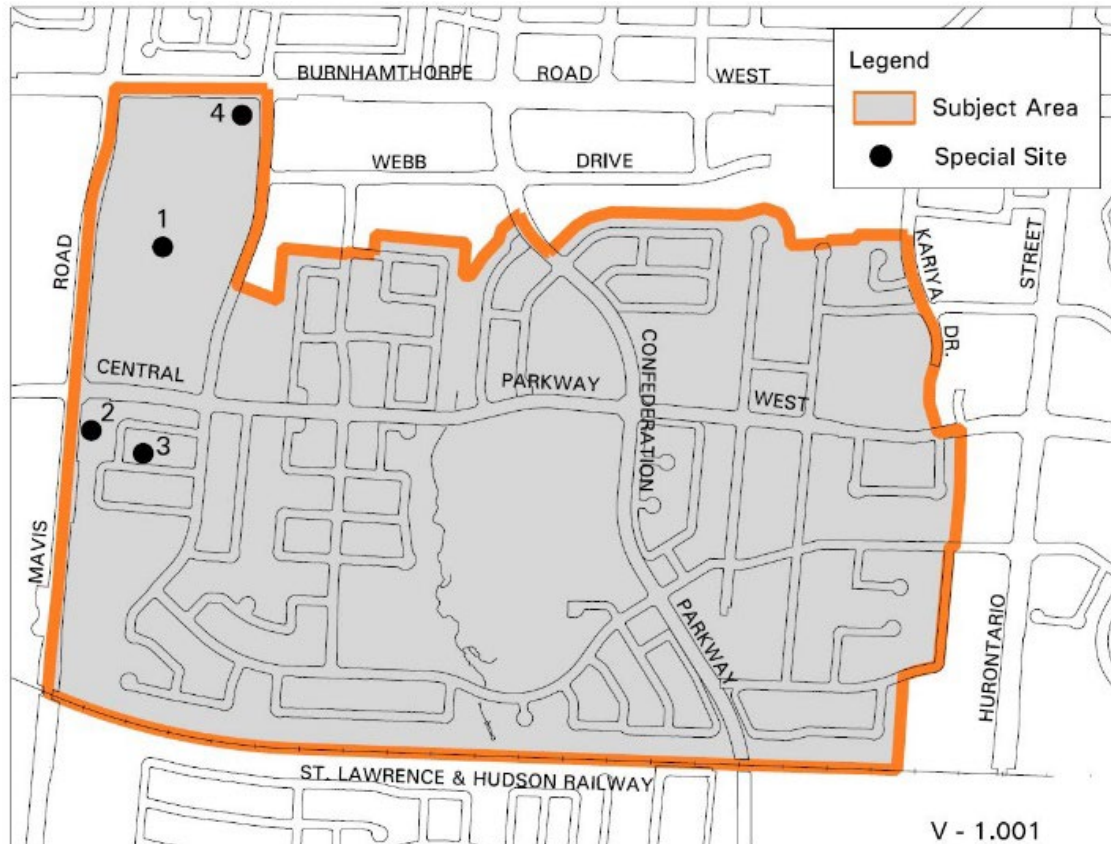 BURNHAMTHORPE ROAD WEST
Legend
Subject Area
Special Site
4
WEBB DRIVE
1
ROAD
KARIYA DR.
STREET
CENTRAL PARKWAY WEST
CONFEDERATION PARKWAY
2
3
MAVIS
HURONTARIO
ST. LAWRENCE & HUDSON RAILWAY
V - 1.001